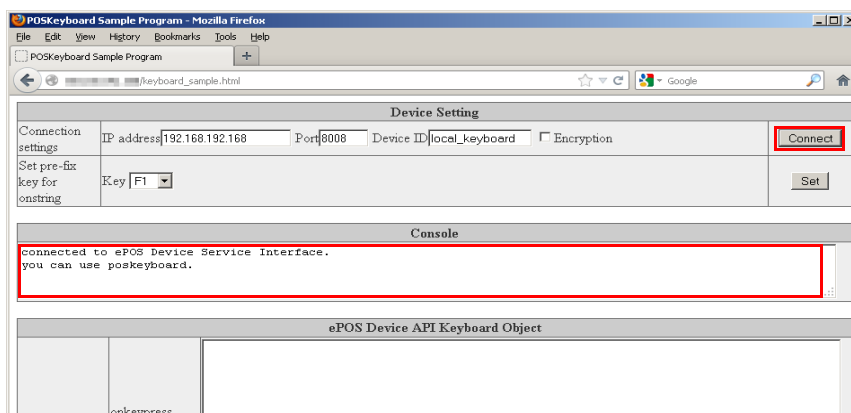 POSKeyboard Sample Program - Mozilla Firefox
File Edit View History Bookmarks Tools Help
POSKeyboard Sample Program +
/keyboard_sample.html Google
Device Setting
Connection settings IP address 192.168.192.168 Port 8008 Device ID local_keyboard Encryption Connect
Set pre-fix key for onstring Key F1 Set
Console
connected to ePOS Device Service Interface.
you can use poskeyboard.
ePOS Device API Keyboard Object
onkeypress